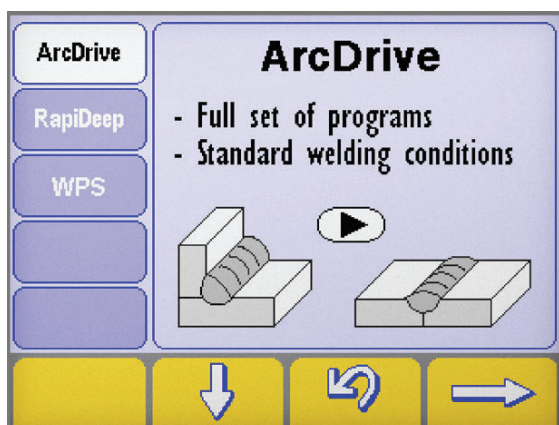 ArcDrive
RapiDeep
WPS
ArcDrive
- Full set of programs
- Standard welding conditions